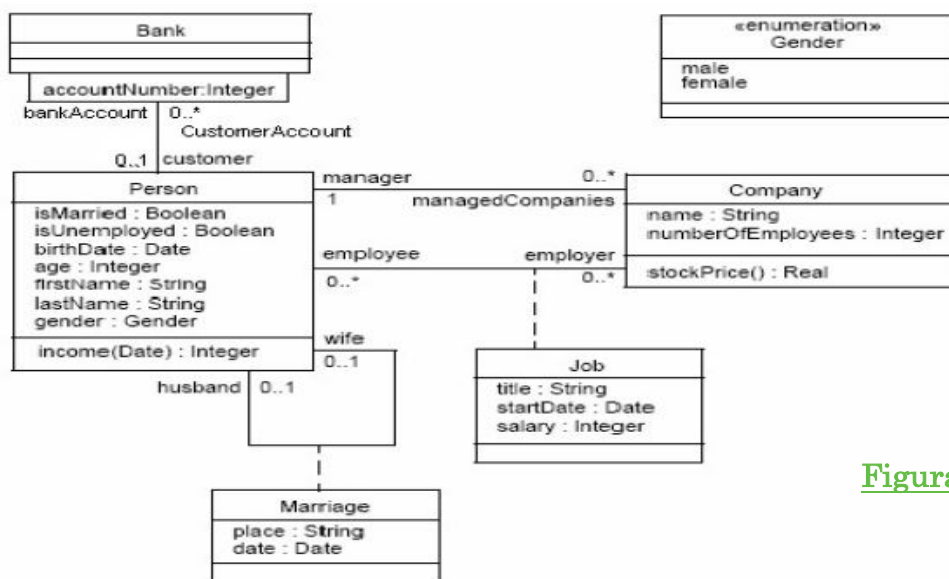 Bank
accountNumber:Integer
bankAccount 0..*
CustomerAccount
0..1 customer
«enumeration»
Gender
male
female
Person
isMarried : Boolean
isUnemployed : Boolean
birthDate : Date
age : Integer
firstName : String
lastName : String
gender : Gender
income(Date) : Integer
manager 0..*
1 managedCompanies
employee employer
0..* 0..*
Company
name : String
numberOfEmployees : Integer
stockPrice() : Real
wife
0..1
husband 0..1
Job
title : String
startDate : Date
salary : Integer
Marriage
place : String
date : Date
Figura